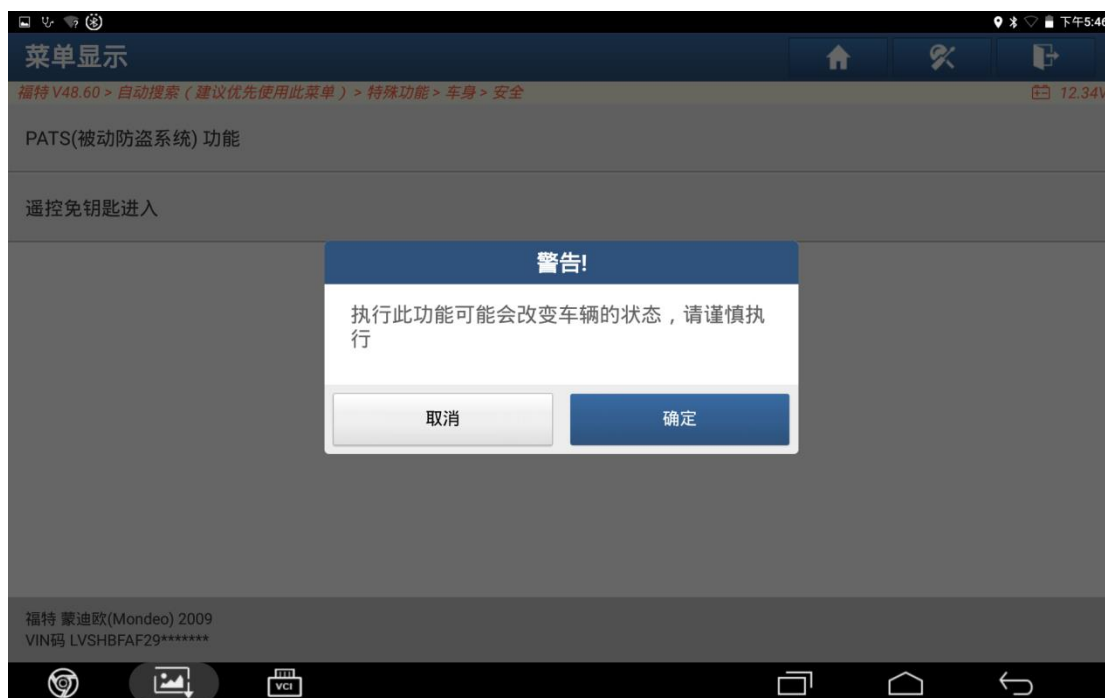 下午5:46
菜单显示
福特 V48.60 > 自动搜索（建议优先使用此菜单）> 特殊功能 > 车身 > 安全
12.34V
PATS(被动防盗系统) 功能
遥控免钥匙进入
警告!
执行此功能可能会改变车辆的状态，请谨慎执
行
取消
确定
福特 蒙迪欧(Mondeo) 2009
VIN码 LVSHBFAF29*******
VCI